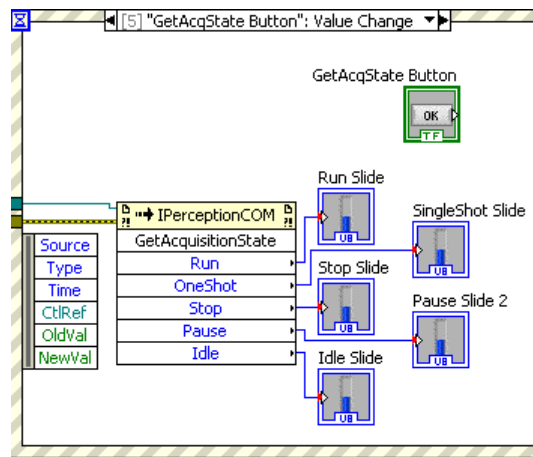 [5] "GetAcqState Button": Value Change
GetAcqState Button
OK
TF
Run Slide
IPerceptionCOM
SingleShot Slide
Source
GetAcquisitionState
U8
Type
Run
Time
OneShot
Stop Slide
U8
CtlRef
Stop
Pause Slide 2
OldVal
Pause
U8
NewVal
Idle
Idle Slide
U8
U8